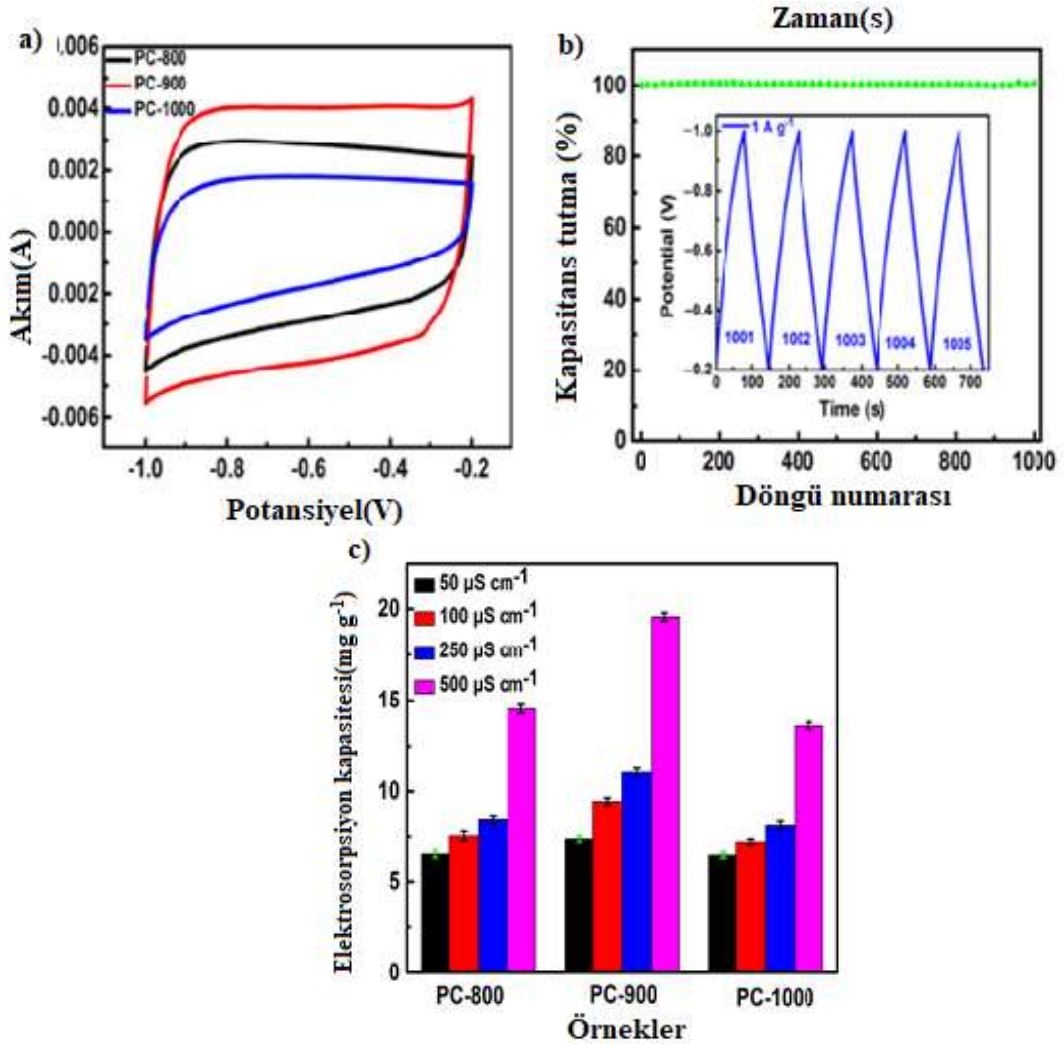 Zaman(s)
a)
0.006
0.004
0.002
0.000
0.002
-0.004
-0.006
PC-800
PC-900
PC-1000
Akım(A)
-1.0 -0.8 -0.6 -0.4 -0.2
Potansiyel(V)
b)
100
80
60
40
20
0
Kapasitans tutma (%)
1 A g⁻¹
−1.0
−0.8
−0.6
−0.4
Potential (V)
1001 1002 1003 1004 1005
0 100 200 300 400 500 600 700
Time (s)
0 200 400 600 800 1000
Döngü numarası
c)
50 µS cm⁻¹
100 µS cm⁻¹
250 µS cm⁻¹
500 µS cm⁻¹
20
15
10
5
0
Elektrosorpsiyon kapasitesi(mg g⁻¹)
PC-800 PC-900 PC-1000
Örnekler